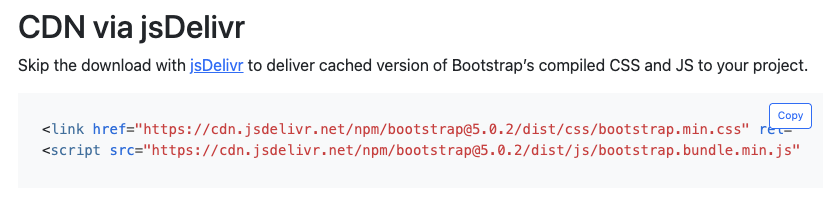 CDN via jsDelivr
Skip the download with jsDelivr to deliver cached version of Bootstrap’s compiled CSS and JS to your project.
Copy
<link href="https://cdn.jsdelivr.net/npm/bootstrap@5.0.2/dist/css/bootstrap.min.css" rel="
<script src="https://cdn.jsdelivr.net/npm/bootstrap@5.0.2/dist/js/bootstrap.bundle.min.js"